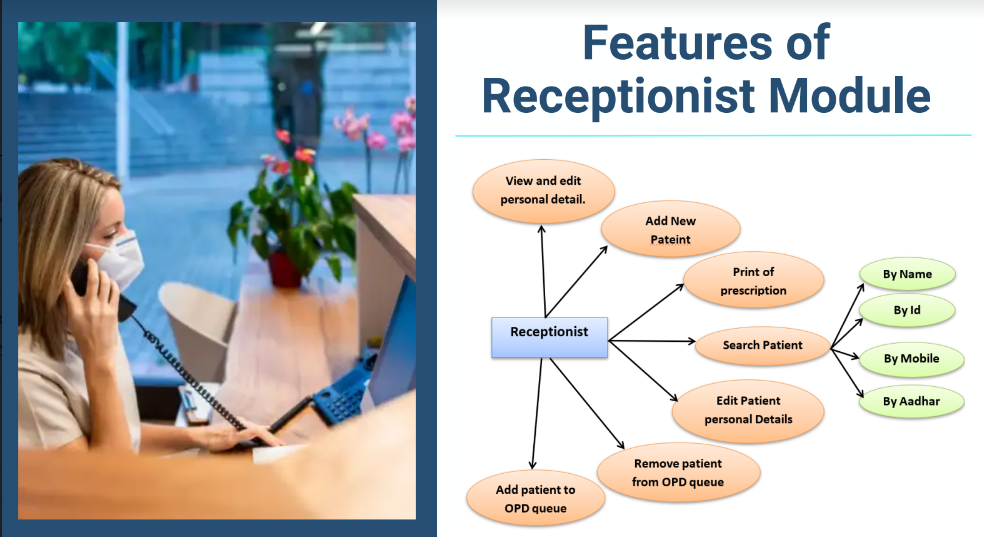 Features of
Receptionist Module
View and edit
personal detail.
Add New
Pateint
Print of
prescription
By Name
By Id
Receptionist
Search Patient
By Mobile
By Aadhar
Edit Patient
personal Details
Remove patient
from OPD queue
Add patient to
OPD queue